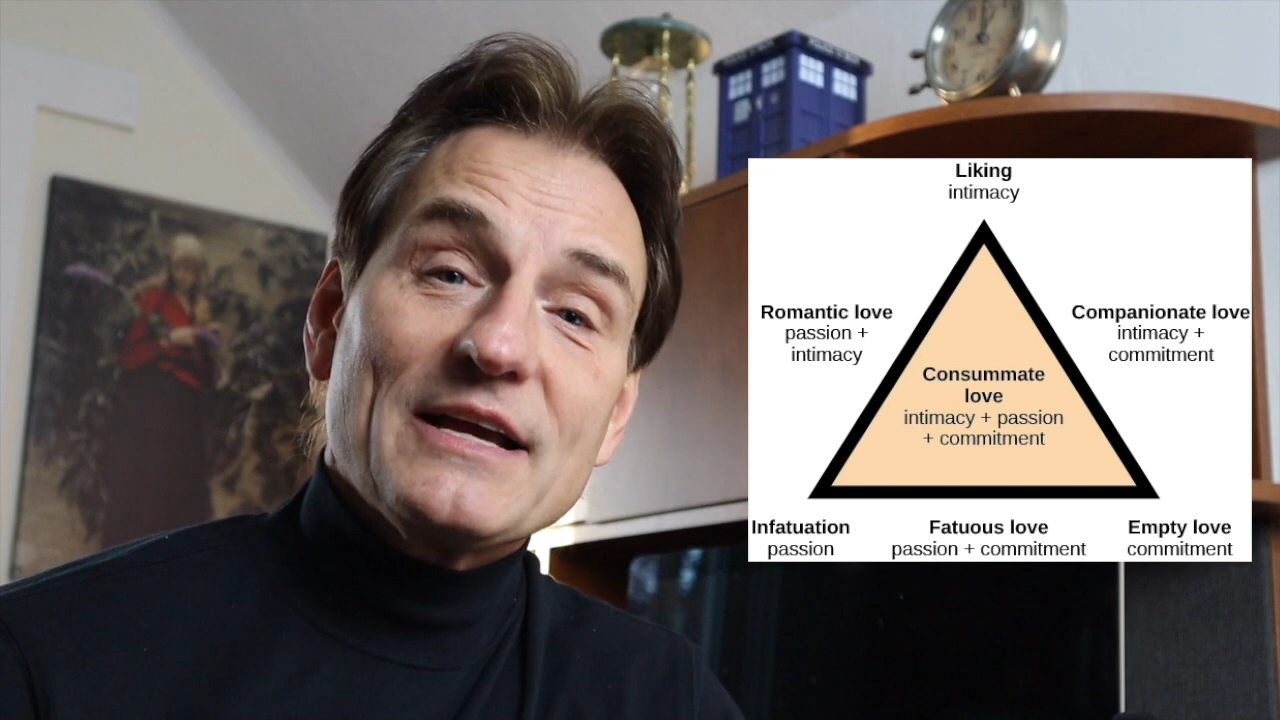 Liking
intimacy
Romantic love
passion +
intimacy
Companionate love
intimacy +
commitment
Consummate
love
intimacy + passion
+ commitment
Infatuation
passion
Fatuous love
passion + commitment
Empty love
commitment